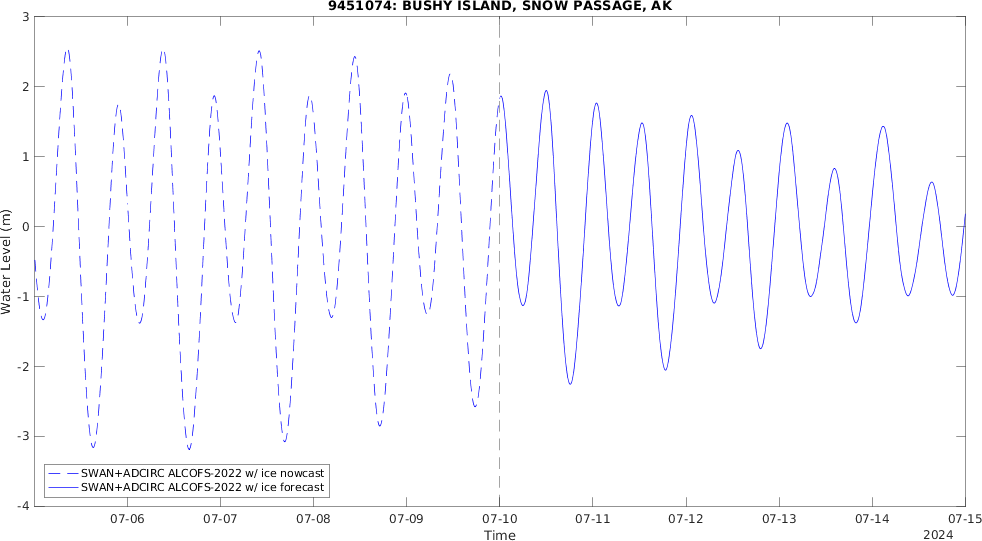 9451074: BUSHY ISLAND, SNOW PASSAGE, AK
3
2
1
0
-1
-2
-3
-4
Water Level (m)
SWAN+ADCIRC ALCOFS-2022 w/ ice nowcast
SWAN+ADCIRC ALCOFS-2022 w/ ice forecast
07-06 07-07 07-08 07-09 07-10 07-11 07-12 07-13 07-14 07-15
Time
2024